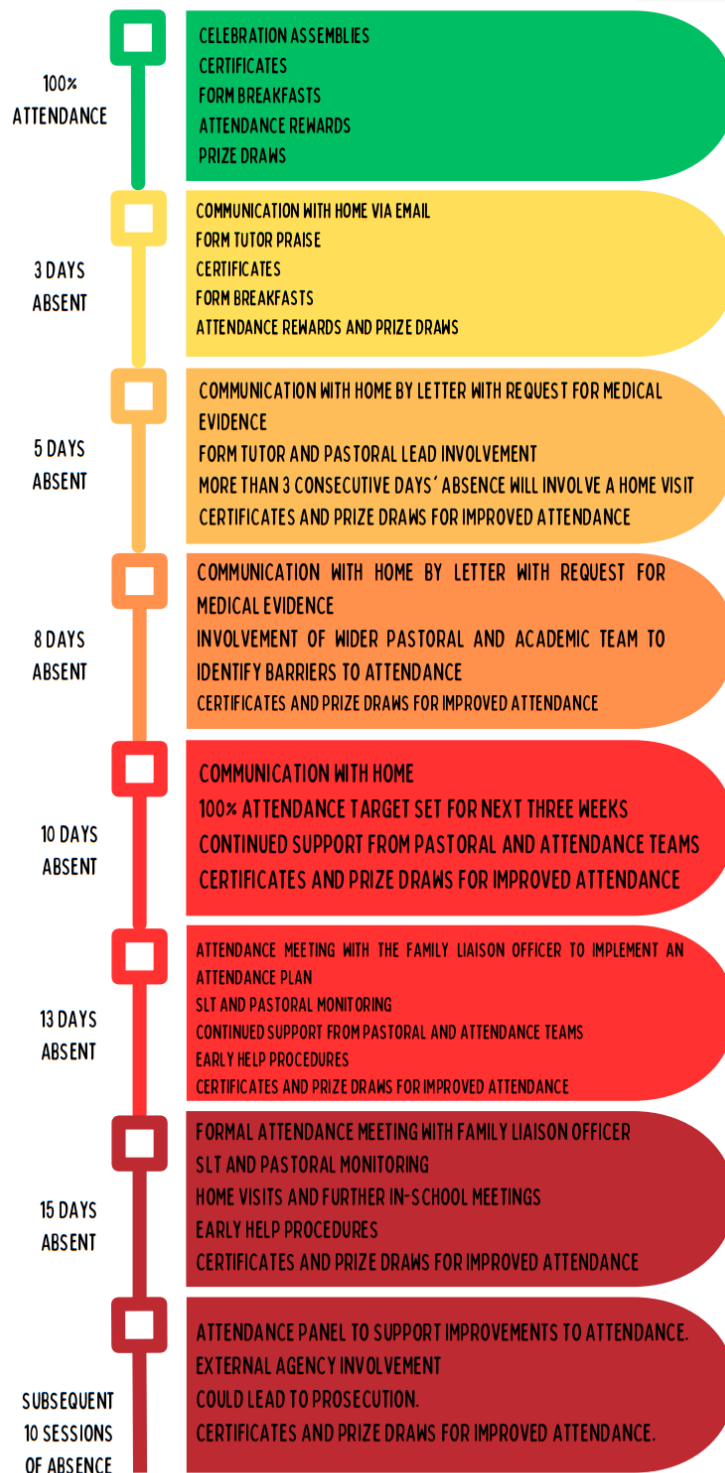 100%
ATTENDANCE
CELEBRATION ASSEMBLIES
CERTIFICATES
FORM BREAKFASTS
ATTENDANCE REWARDS
PRIZE DRAWS
3 DAYS
ABSENT
COMMUNICATION WITH HOME VIA EMAIL
FORM TUTOR PRAISE
CERTIFICATES
FORM BREAKFASTS
ATTENDANCE REWARDS AND PRIZE DRAWS
5 DAYS
ABSENT
COMMUNICATION WITH HOME BY LETTER WITH REQUEST FOR MEDICAL
EVIDENCE
FORM TUTOR AND PASTORAL LEAD INVOLVEMENT
MORE THAN 3 CONSECUTIVE DAYS' ABSENCE WILL INVOLVE A HOME VISIT
CERTIFICATES AND PRIZE DRAWS FOR IMPROVED ATTENDANCE
8 DAYS
ABSENT
COMMUNICATION WITH HOME BY LETTER WITH REQUEST FOR
MEDICAL EVIDENCE
INVOLVEMENT OF WIDER PASTORAL AND ACADEMIC TEAM TO
IDENTIFY BARRIERS TO ATTENDANCE
CERTIFICATES AND PRIZE DRAWS FOR IMPROVED ATTENDANCE
10 DAYS
ABSENT
COMMUNICATION WITH HOME
100% ATTENDANCE TARGET SET FOR NEXT THREE WEEKS
CONTINUED SUPPORT FROM PASTORAL AND ATTENDANCE TEAMS
CERTIFICATES AND PRIZE DRAWS FOR IMPROVED ATTENDANCE
13 DAYS
ABSENT
ATTENDANCE MEETING WITH THE FAMILY LIAISON OFFICER TO IMPLEMENT AN
ATTENDANCE PLAN
SLT AND PASTORAL MONITORING
CONTINUED SUPPORT FROM PASTORAL AND ATTENDANCE TEAMS
EARLY HELP PROCEDURES
CERTIFICATES AND PRIZE DRAWS FOR IMPROVED ATTENDANCE
15 DAYS
ABSENT
FORMAL ATTENDANCE MEETING WITH FAMILY LIAISON OFFICER
SLT AND PASTORAL MONITORING
HOME VISITS AND FURTHER IN-SCHOOL MEETINGS
EARLY HELP PROCEDURES
CERTIFICATES AND PRIZE DRAWS FOR IMPROVED ATTENDANCE
SUBSEQUENT
10 SESSIONS
OF ABSENCE
ATTENDANCE PANEL TO SUPPORT IMPROVEMENTS TO ATTENDANCE.
EXTERNAL AGENCY INVOLVEMENT
COULD LEAD TO PROSECUTION.
CERTIFICATES AND PRIZE DRAWS FOR IMPROVED ATTENDANCE.